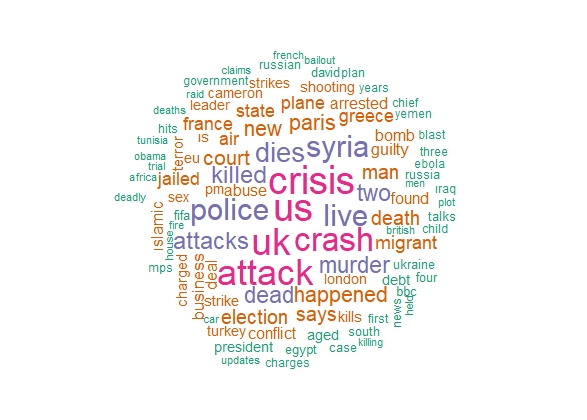 french
russian
bailout
claims
david
plan
government
strikes
shooting
years
raid
cameron
deaths
leader
state
plane
arrested
chief
hits
france
new
paris
greece
yemen
tunisia
is
air
bomb
blast
terror
eu
court
dies
syria
guilty
three
obama
ebola
trial
africa
jailed
killed
crisis
man
russia
men
iraq
deadly
sex
pm
abuse
two
found
plot
islamic
fifa
police
us
live
death
talks
fire
house
attacks
uk
crash
british
child
migrant
mps
charged
business
deal
attack
murder
ukraine
london
debt
four
strike
dead
happened
bbc
news
held
car
election
says
kills
first
turkey
conflict
aged
south
president
egypt
case
killing
updates
charges